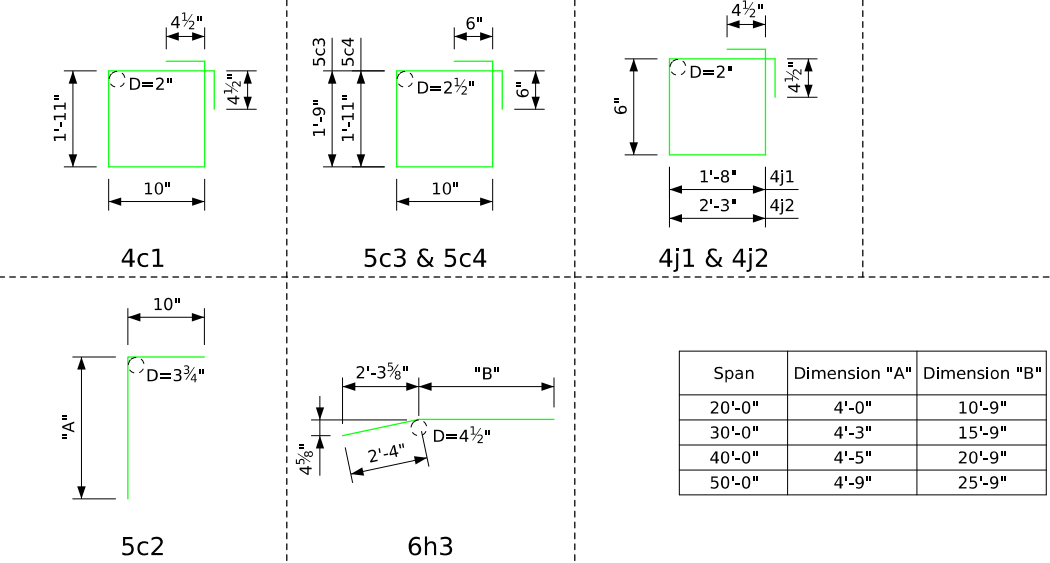 4½"
D=2"
1'-11"
4½"
10"
4c1
6"
5c3
5c4
D=2½"
1'-9"
1'-11"
6"
10"
5c3 & 5c4
4½"
D=2"
6"
4½"
1'-8" 4j1
2'-3" 4j2
4j1 & 4j2
10"
D=3¾"
"A"
5c2
2'-3⅝" "B"
D=4½"
4⅝"
2'-4"
6h3
Span Dimension "A" Dimension "B"
20'-0" 4'-0" 10'-9"
30'-0" 4'-3" 15'-9"
40'-0" 4'-5" 20'-9"
50'-0" 4'-9" 25'-9"